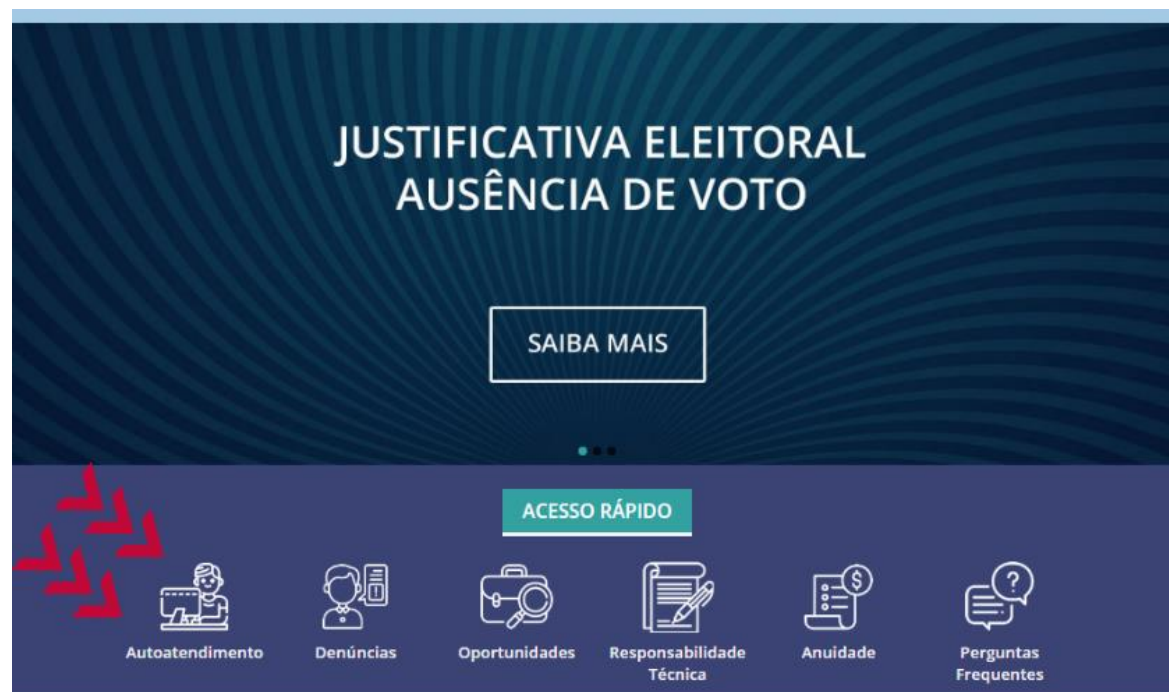 JUSTIFICATIVA ELEITORAL
AUSÊNCIA DE VOTO
SAIBA MAIS
ACESSO RÁPIDO
Autoatendimento
Denúncias
Oportunidades
Responsabilidade
Técnica
Anuidade
Perguntas
Frequentes